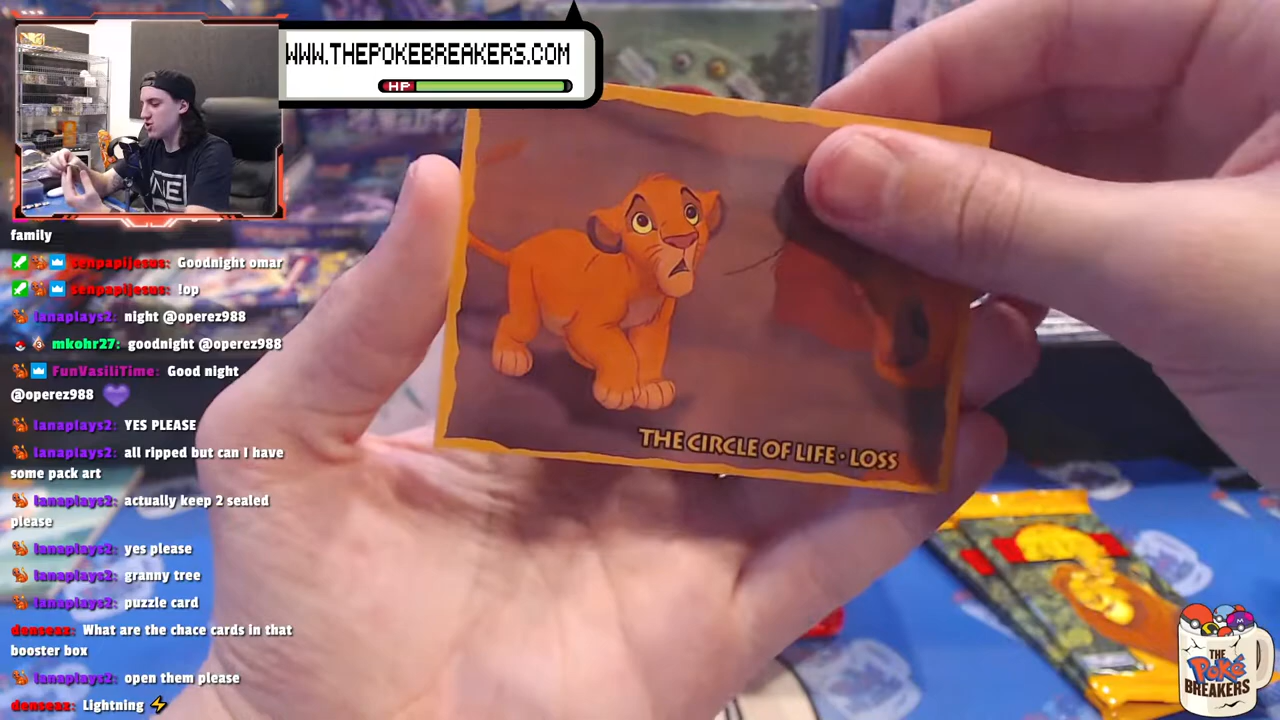 WWW.THEPOKEBREAKERS.COM
HP
family
senpapijesus: Goodnight omar
senpapijesus: !op
lanaplays2: night @operez988
mkohr27: goodnight @operez988
FunVasiliTime: Good night
@operez988
lanaplays2: YES PLEASE
lanaplays2: all ripped but can I have
some pack art
lanaplays2: actually keep 2 sealed
please
lanaplays2: yes please
lanaplays2: granny tree
lanaplays2: puzzle card
denseaz: What are the chace cards in that
booster box
lanaplays2: open them please
denseaz: Lightning
THE CIRCLE OF LIFE · LOSS
THE
Poké
BREAKERS